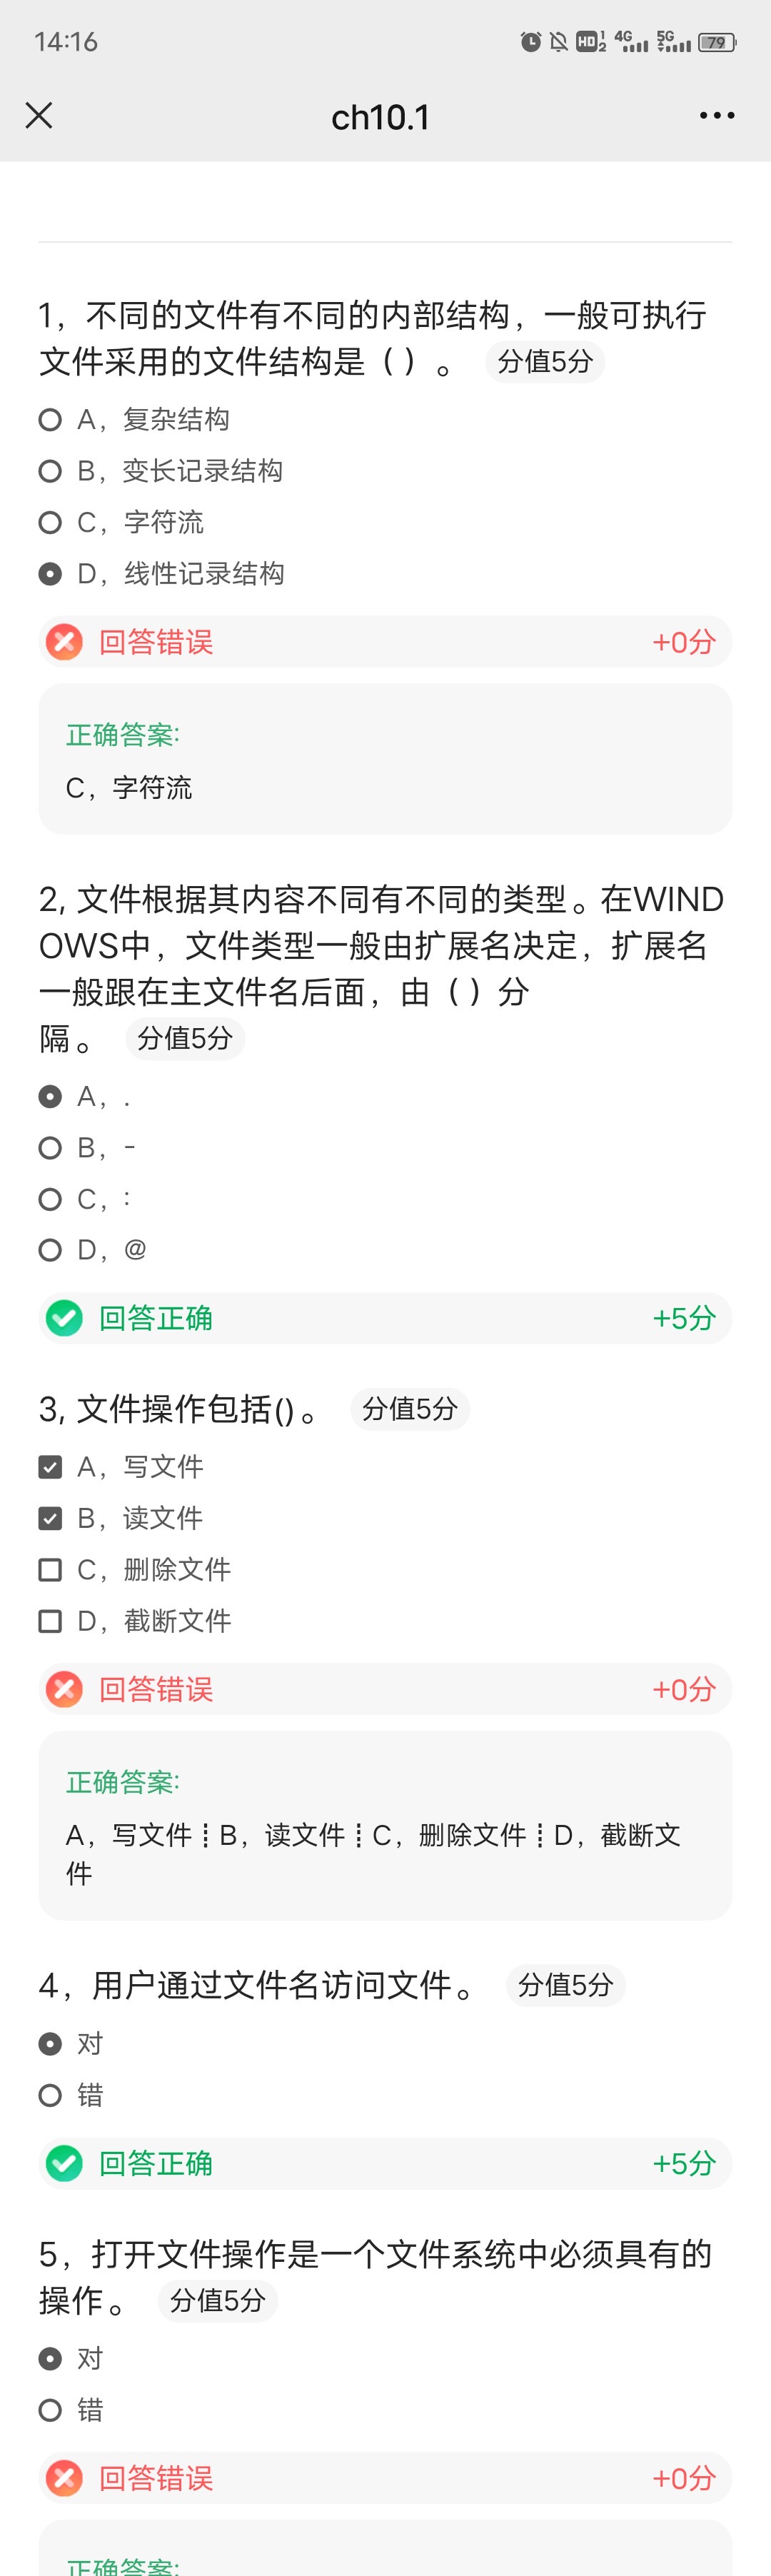 14:16
HD 1 2 4G 5G 79
ch10.1
1，不同的文件有不同的内部结构，一般可执行
文件采用的文件结构是（）。 分值5分
A，复杂结构
B，变长记录结构
C，字符流
D，线性记录结构
回答错误 +0分
正确答案:
C，字符流
2, 文件根据其内容不同有不同的类型。在WIND
OWS中，文件类型一般由扩展名决定，扩展名
一般跟在主文件名后面，由（）分
隔。 分值5分
A，.
B，-
C，:
D，@
回答正确 +5分
3, 文件操作包括()。 分值5分
A，写文件
B，读文件
C，删除文件
D，截断文件
回答错误 +0分
正确答案:
A，写文件┋B，读文件┋C，删除文件┋D，截断文
件
4，用户通过文件名访问文件。 分值5分
对
错
回答正确 +5分
5，打开文件操作是一个文件系统中必须具有的
操作。 分值5分
对
错
回答错误 +0分
正确答案: